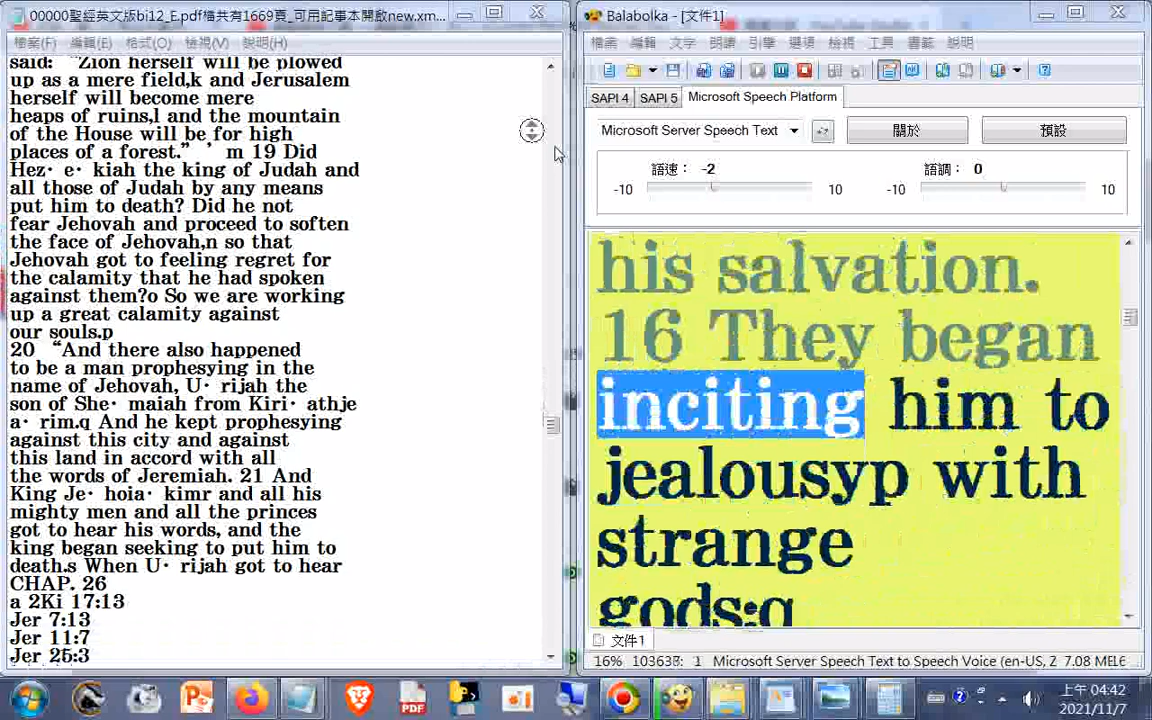 00000聖經英文版bi12_E.pdf檔共有1669頁_可用記事本開啟new.xm...
檔案(F) 編輯(E) 格式(O) 檢視(V) 說明(H)
said: “Zion herself will be plowed
up as a mere field,k and Jerusalem
herself will become mere
heaps of ruins,l and the mountain
of the House will be for high
places of a forest.” ’ m 19 Did
Hez· e· kiah the king of Judah and
all those of Judah by any means
put him to death? Did he not
fear Jehovah and proceed to soften
the face of Jehovah,n so that
Jehovah got to feeling regret for
the calamity that he had spoken
against them?o So we are working
up a great calamity against
our souls.p
20 “And there also happened
to be a man prophesying in the
name of Jehovah, U· rijah the
son of She· maiah from Kiri· athje
a· rim.q And he kept prophesying
against this city and against
this land in accord with all
the words of Jeremiah. 21 And
King Je· hoia· kimr and all his
mighty men and all the princes
got to hear his words, and the
king began seeking to put him to
death.s When U· rijah got to hear
CHAP. 26
a 2Ki 17:13
Jer 7:13
Jer 11:7
Jer 25:3
Balabolka - [文件1]
檔案 編輯 文字 朗讀 引擎 選項 檢視 工具 書籤 說明
SAPI 4 SAPI 5 Microsoft Speech Platform
Microsoft Server Speech Text 關於 預設
語速： -2 語調： 0
-10 10 -10 10
his salvation.
16 They began
inciting him to
jealousyp with
strange
gods;q
文件1
16% 103638: 1 Microsoft Server Speech Text to Speech Voice (en-US, 2 7.08 MB
PDF
上午 04:42
2021/11/7